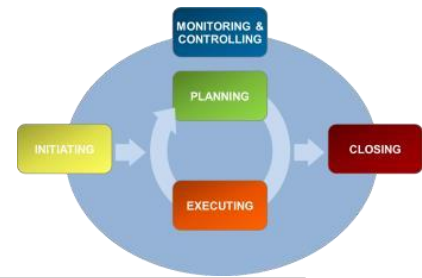 MONITORING &
CONTROLLING
PLANNING
INITIATING
CLOSING
EXECUTING